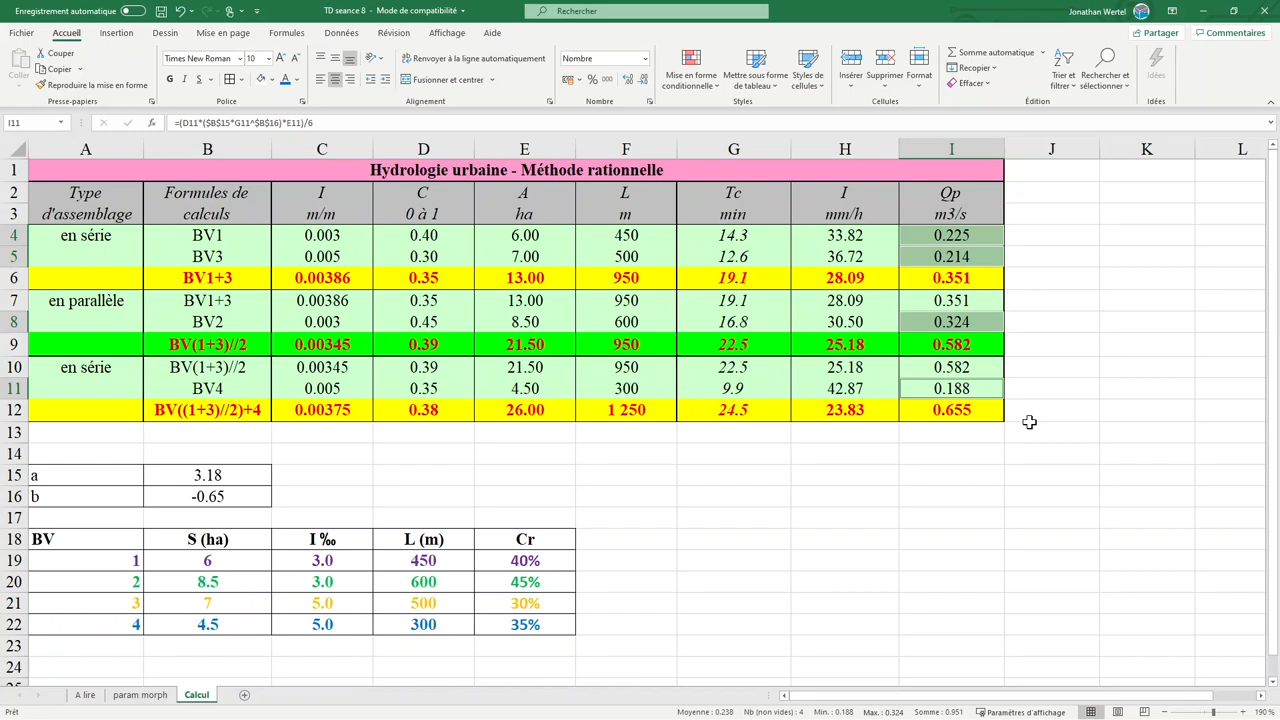 Enregistrement automatique TD seance 8 - Mode de compatibilité Rechercher Jonathan Wertel
Fichier Accueil Insertion Dessin Mise en page Formules Données Révision Affichage Aide Partager Commentaires
Coller Couper Copier Reproduire la mise en forme Presse-papiers
Times New Roman 10 G I S A Police
Renvoyer à la ligne automatiquement Fusionner et centrer Alignement
Nombre % 000 Nombre
Mise en forme conditionnelle Mettre sous forme de tableau Styles de cellules Styles
Insérer Supprimer Format Cellules
Somme automatique Recopier Effacer Trier et filtrer Rechercher et sélectionner Édition
Idées Idées
I11 fx =(D11*($B$15*G11^$B$16)*E11)/6
A B C D E F G H I J K L
1 Hydrologie urbaine - Méthode rationnelle
2 Type Formules de I C A L Tc I Qp
3 d'assemblage calculs m/m 0 à 1 ha m min mm/h m3/s
4 en série BV1 0.003 0.40 6.00 450 14.3 33.82 0.225
5 BV3 0.005 0.30 7.00 500 12.6 36.72 0.214
6 BV1+3 0.00386 0.35 13.00 950 19.1 28.09 0.351
7 en parallèle BV1+3 0.00386 0.35 13.00 950 19.1 28.09 0.351
8 BV2 0.003 0.45 8.50 600 16.8 30.50 0.324
9 BV(1+3)//2 0.00345 0.39 21.50 950 22.5 25.18 0.582
10 en série BV(1+3)//2 0.00345 0.39 21.50 950 22.5 25.18 0.582
11 BV4 0.005 0.35 4.50 300 9.9 42.87 0.188
12 BV((1+3)//2)+4 0.00375 0.38 26.00 1 250 24.5 23.83 0.655
13
14
15 a 3.18
16 b -0.65
17
18 BV S (ha) I ‰ L (m) Cr
19 1 6 3.0 450 40%
20 2 8.5 3.0 600 45%
21 3 7 5.0 500 30%
22 4 4.5 5.0 300 35%
23
24
A lire param morph Calcul
Prêt Moyenne : 0.238 Nb (non vides) : 4 Min. : 0.188 Max. : 0.324 Somme : 0.951 Paramètres d'affichage 190 %